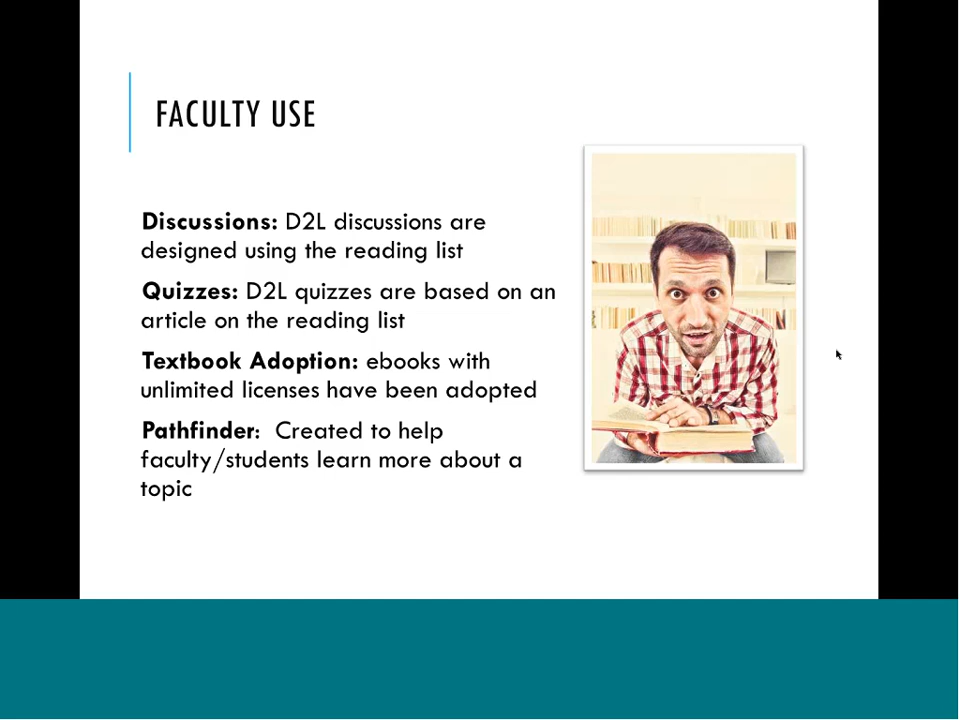 FACULTY USE
Discussions: D2L discussions are
designed using the reading list
Quizzes: D2L quizzes are based on an
article on the reading list
Textbook Adoption: ebooks with
unlimited licenses have been adopted
Pathfinder:  Created to help
faculty/students learn more about a
topic